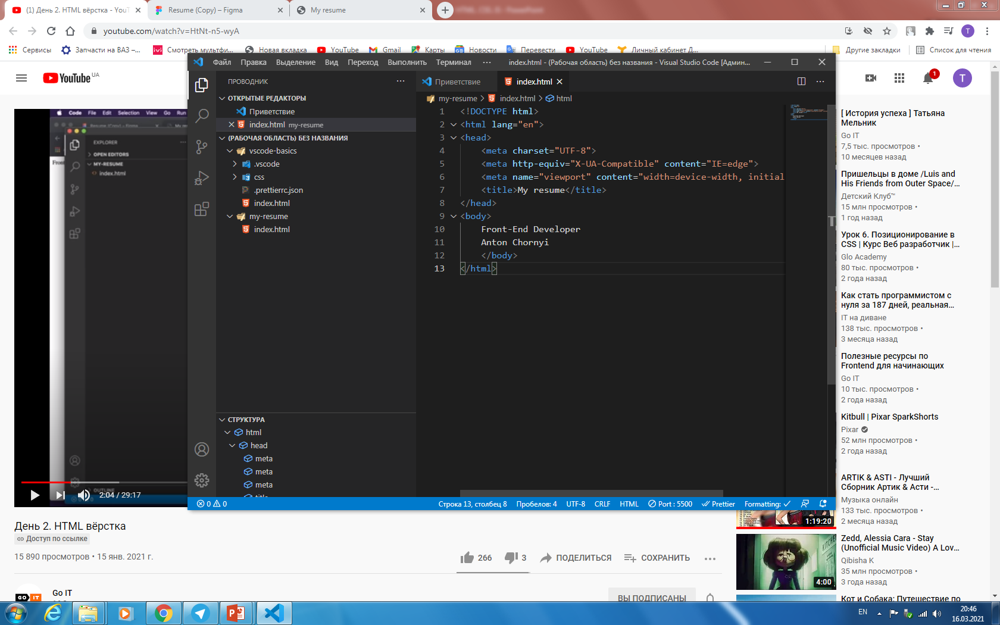 (1) День 2. HTML вёрстка - YouT
Resume (Copy) – Figma
My resume
youtube.com/watch?v=HtNt-n5-wyA
T
Сервисы
Запчасти на ВАЗ –...
Смотреть мультфи...
Новая вкладка
YouTube
Gmail
Карты
Новости
Перевести
YouTube
Личный кабинет Д...
Другие закладки
Список для чтения
YouTube UA
1
T
Файл Правка Выделение Вид Переход Выполнить Терминал ···
index.html - (Рабочая область) без названия - Visual Studio Code [Админ...
ПРОВОДНИК
ОТКРЫТЫЕ РЕДАКТОРЫ
Приветствие
index.html my-resume
(РАБОЧАЯ ОБЛАСТЬ) БЕЗ НАЗВАНИЯ
vscode-basics
.vscode
css
.prettierrc.json
index.html
my-resume
index.html
СТРУКТУРА
html
head
meta
meta
meta
Приветствие
index.html
my-resume > index.html > html
1 <!DOCTYPE html>
2 <html lang="en">
3 <head>
4 <meta charset="UTF-8">
5 <meta http-equiv="X-UA-Compatible" content="IE=edge">
6 <meta name="viewport" content="width=device-width, initial
7 <title>My resume</title>
8 </head>
9 <body>
10 Front-End Developer
11 Anton Chornyi
12 </body>
13 </html>
0 0
Строка 13, столбец 8 Пробелов: 4 UTF-8 CRLF HTML Port : 5500 Prettier Formatting:
Code File Edit Selection View Go Run
Resume (Copy) – Figma
EXPLORER
OPEN EDITORS
MY-RESUME
index.html
OUTLINE
2:04 / 29:17
День 2. HTML вёрстка
Доступ по ссылке
15 890 просмотров • 15 янв. 2021 г.
266
3
ПОДЕЛИТЬСЯ
СОХРАНИТЬ
GO IT
Go IT
ВЫ ПОДПИСАНЫ
[ История успеха ] Татьяна
Мельник
Go IT
7,5 тыс. просмотров •
10 месяцев назад
Пришельцы в доме /Luis and
His Friends from Outer Space/...
Детский Клуб™
15 млн просмотров •
1 год назад
Урок 6. Позиционирование в
CSS | Курс Веб разработчик |...
Glo Academy
80 тыс. просмотров •
2 года назад
Как стать программистом с
нуля за 187 дней, реальная...
IT на диване
138 тыс. просмотров •
3 месяца назад
Полезные ресурсы по
Frontend для начинающих
Go IT
10 тыс. просмотров •
2 года назад
Kitbull | Pixar SparkShorts
Pixar
52 млн просмотров •
2 года назад
ARTIK & ASTI - Лучший
Сборник Артик & Асти -...
Музыка онлайн
133 тыс. просмотров •
2 месяца назад
1:19:20
Zedd, Alessia Cara - Stay
(Unofficial Music Video) A Lov...
Qibisha K
35 млн просмотров •
3 года назад
4:00
Кот и Собака: Путешествие по
EN
20:46
16.03.2021